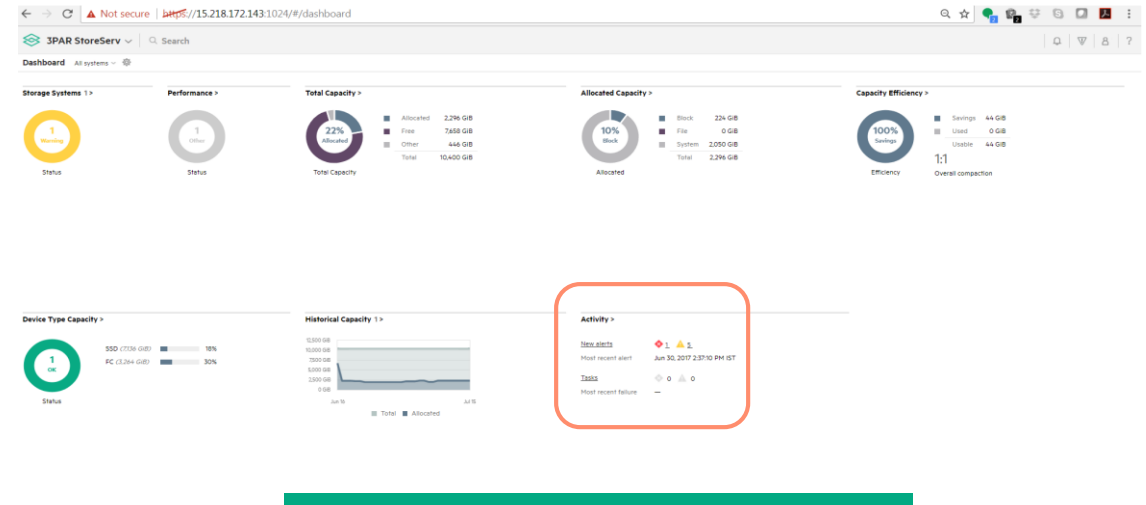 Not secure | https://15.218.172.143:1024/#/dashboard
3PAR StoreServ Search ?
Dashboard All systems
Storage Systems 1 >
1
Warning
Status
Performance >
1
Other
Status
Total Capacity >
22%
Allocated
Total Capacity
Allocated 2,296 GiB
Free 7,658 GiB
Other 446 GiB
Total 10,400 GiB
Allocated Capacity >
10%
Block
Allocated
Block 224 GiB
File 0 GiB
System 2,050 GiB
Total 2,296 GiB
Capacity Efficiency >
100%
Savings
Efficiency
Savings 44 GiB
Used 0 GiB
Usable 44 GiB
1:1
Overall compaction
Device Type Capacity >
1
OK
Status
SSD (7,136 GiB) 18%
FC (3,264 GiB) 30%
Historical Capacity 1 >
12,500 GiB
10,000 GiB
7,500 GiB
5,000 GiB
2,500 GiB
0 GiB
Jun 16 Jul 15
Total Allocated
Activity >
New alerts 1 3
Most recent alert Jun 30, 2017 2:37:10 PM IST
Tasks 0 0
Most recent failure —